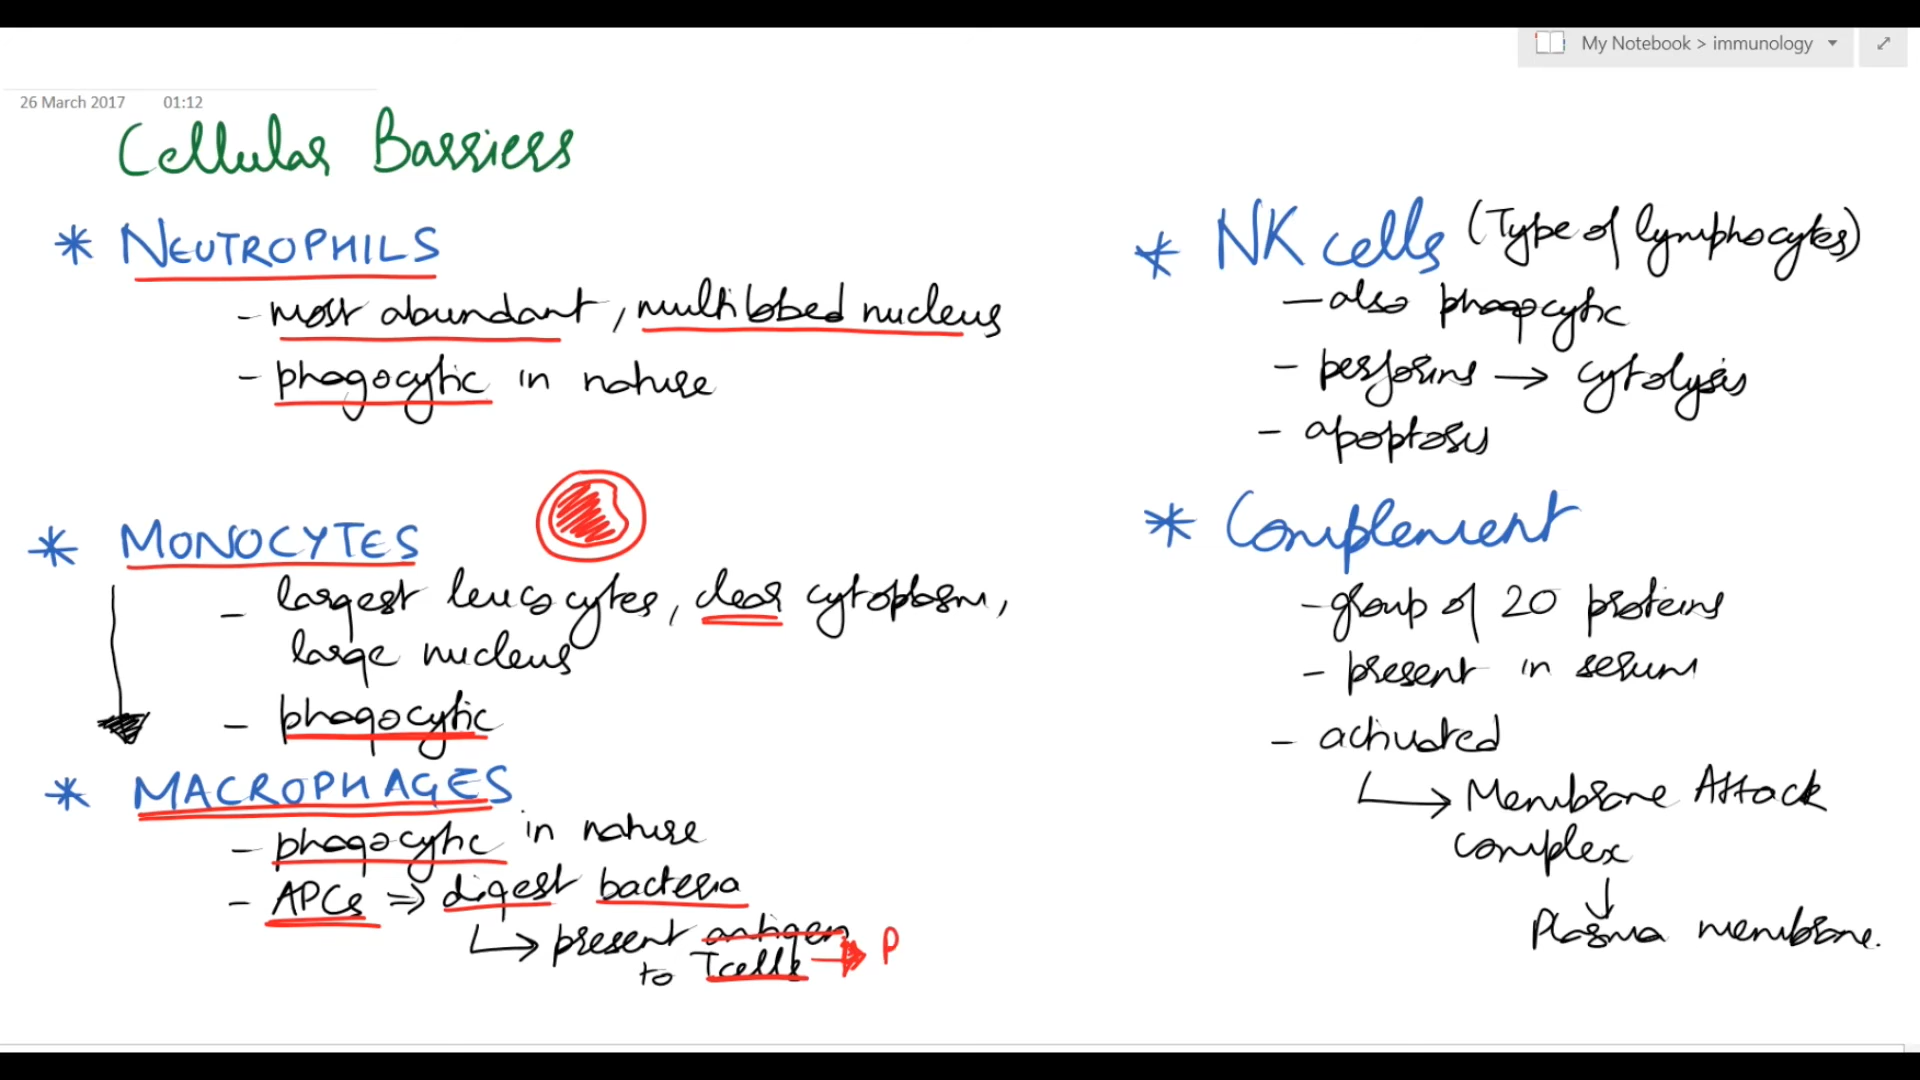 My Notebook > immunology
26 March 2017 01:12
Cellular Barriers
* NEUTROPHILS
- most abundant, multilobed nucleus
- phagocytic in nature
* MONOCYTES
- largest leucocytes, clear cytoplasm,
large nucleus
- phagocytic
* MACROPHAGES
- phagocytic in nature
- APCs ⇒ digest bacteria
↳ present antigen
to Tcells → P
* NK cells (Type of lymphocytes)
- also phagocytic
- perforins → cytolysis
- apoptosis
* Complement
- group of 20 proteins
- present in serum
- activated
↳ Membrane Attack
complex
↓
Plasma membrane.